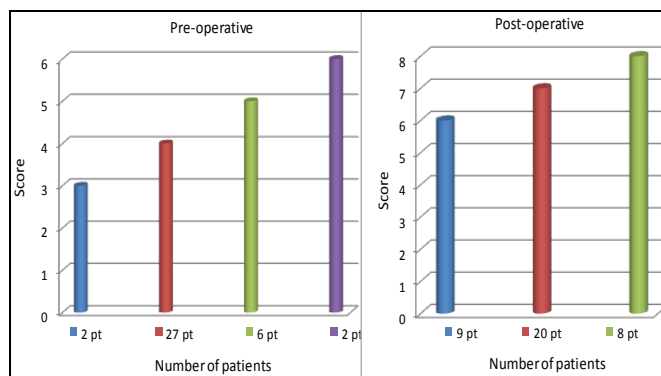 Pre-operative
Score
6
5
4
3
2
1
0
2 pt 27 pt 6 pt 2 pt
Number of patients
Post-operative
Score
8
7
6
5
4
3
2
1
0
9 pt 20 pt 8 pt
Number of patients